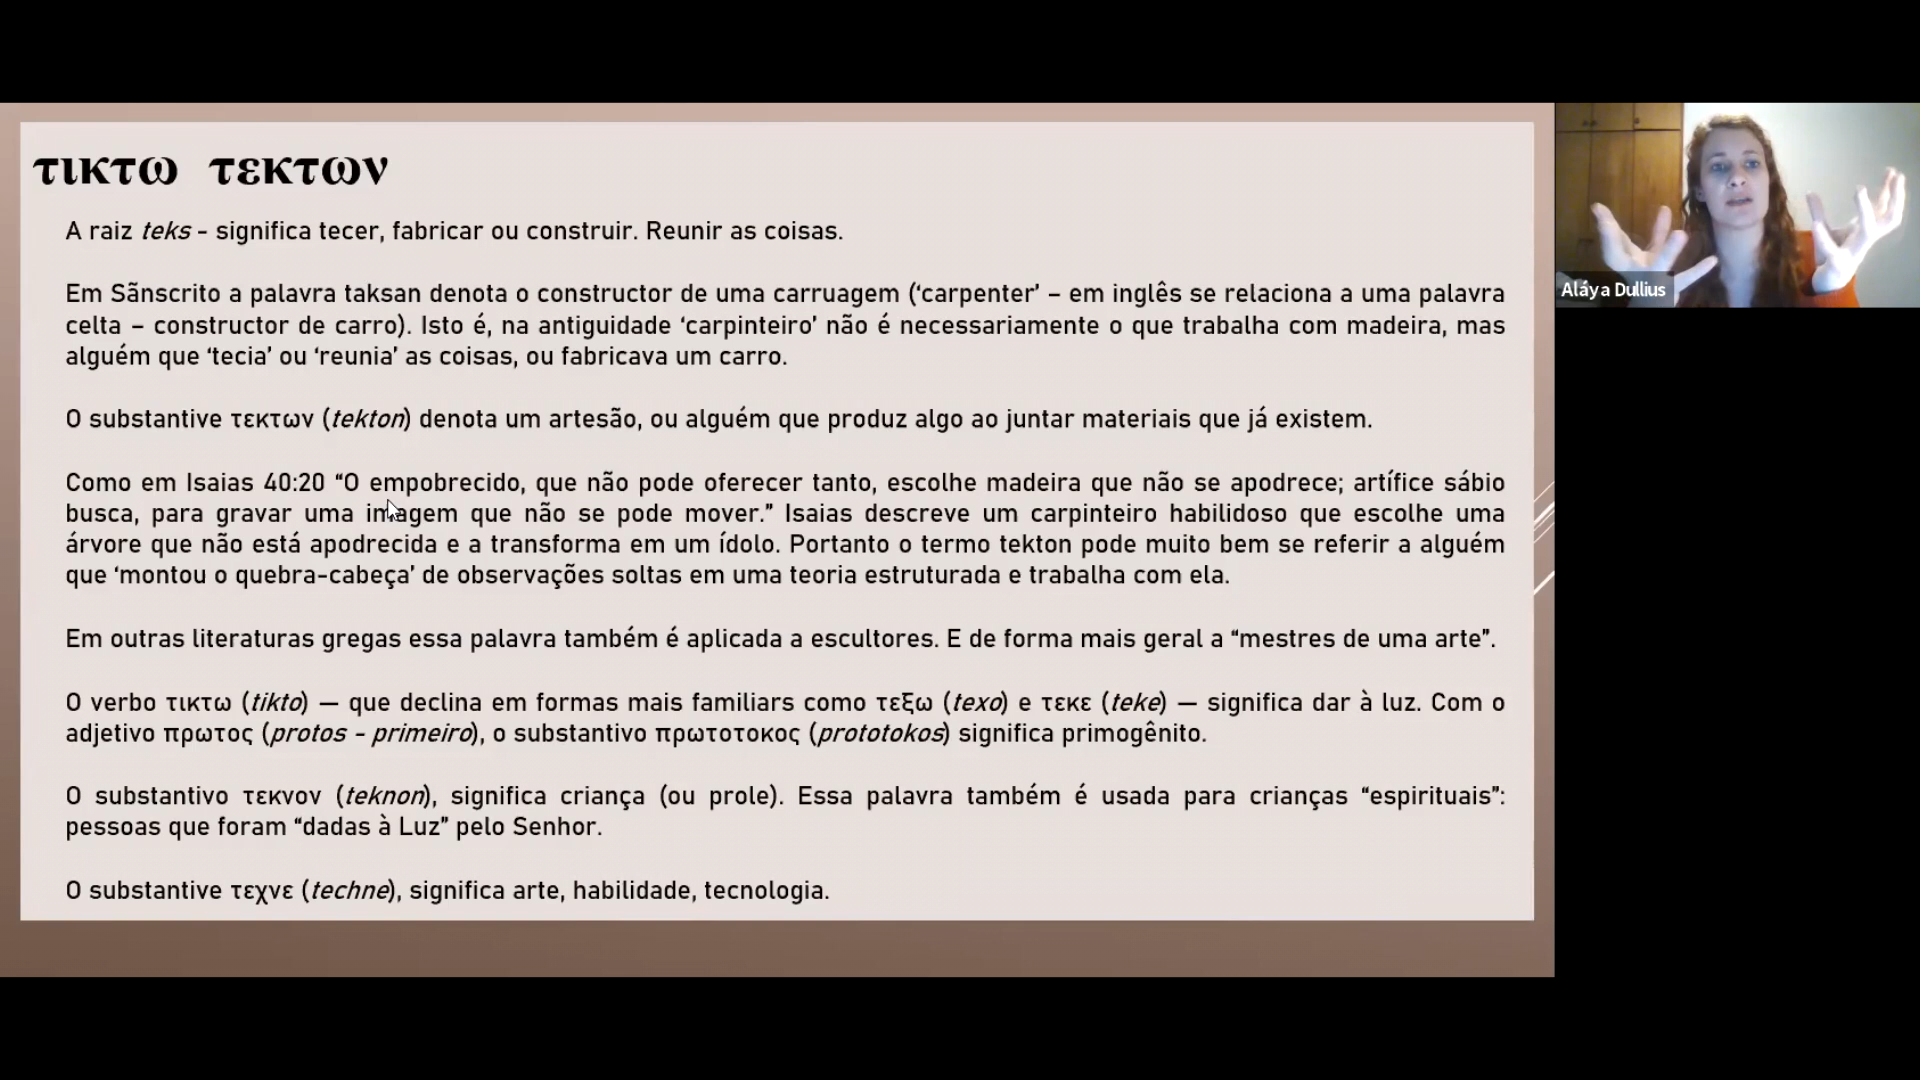 τικτω τεκτων
A raiz teks - significa tecer, fabricar ou construir. Reunir as coisas.
Em Sãnscrito a palavra taksan denota o constructor de uma carruagem (‘carpenter’ – em inglês se relaciona a uma palavra
celta – constructor de carro). Isto é, na antiguidade ‘carpinteiro’ não é necessariamente o que trabalha com madeira, mas
alguém que ‘tecia’ ou ‘reunia’ as coisas, ou fabricava um carro.
O substantive τεκτων (tekton) denota um artesão, ou alguém que produz algo ao juntar materiais que já existem.
Como em Isaias 40:20 “O empobrecido, que não pode oferecer tanto, escolhe madeira que não se apodrece; artífice sábio
busca, para gravar uma imagem que não se pode mover.” Isaias descreve um carpinteiro habilidoso que escolhe uma
árvore que não está apodrecida e a transforma em um ídolo. Portanto o termo tekton pode muito bem se referir a alguém
que ‘montou o quebra-cabeça’ de observações soltas em uma teoria estruturada e trabalha com ela.
Em outras literaturas gregas essa palavra também é aplicada a escultores. E de forma mais geral a “mestres de uma arte”.
O verbo τικτω (tikto) — que declina em formas mais familiars como τεξω (texo) e τεκε (teke) — significa dar à luz. Com o
adjetivo πρωτος (protos - primeiro), o substantivo πρωτοτοκος (prototokos) significa primogênito.
O substantivo τεκνον (teknon), significa criança (ou prole). Essa palavra também é usada para crianças “espirituais”:
pessoas que foram “dadas à Luz” pelo Senhor.
O substantive τεχνε (techne), significa arte, habilidade, tecnologia.
Aláya Dullius